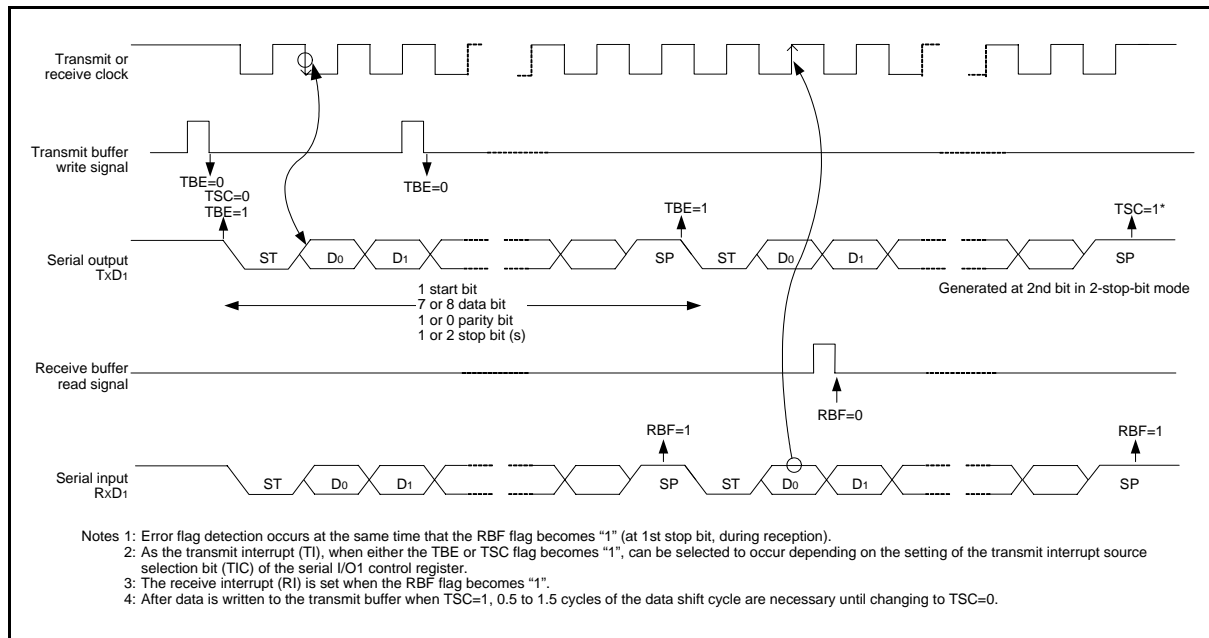 Transmit or
receive clock
Transmit buffer
write signal
TBE=0
TSC=0
TBE=1
TBE=0
TBE=1
TSC=1*
Serial output
TXD1
ST
D0
D1
SP
ST
D0
D1
SP
1 start bit
7 or 8 data bit
1 or 0 parity bit
1 or 2 stop bit (s)
Generated at 2nd bit in 2-stop-bit mode
Receive buffer
read signal
RBF=0
RBF=1
RBF=1
Serial input
RXD1
ST
D0
D1
SP
ST
D0
D1
SP
Notes 1: Error flag detection occurs at the same time that the RBF flag becomes “1” (at 1st stop bit, during reception).
2: As the transmit interrupt (TI), when either the TBE or TSC flag becomes “1”, can be selected to occur depending on the setting of the transmit interrupt source
selection bit (TIC) of the serial I/O1 control register.
3: The receive interrupt (RI) is set when the RBF flag becomes “1”.
4: After data is written to the transmit buffer when TSC=1, 0.5 to 1.5 cycles of the data shift cycle are necessary until changing to TSC=0.